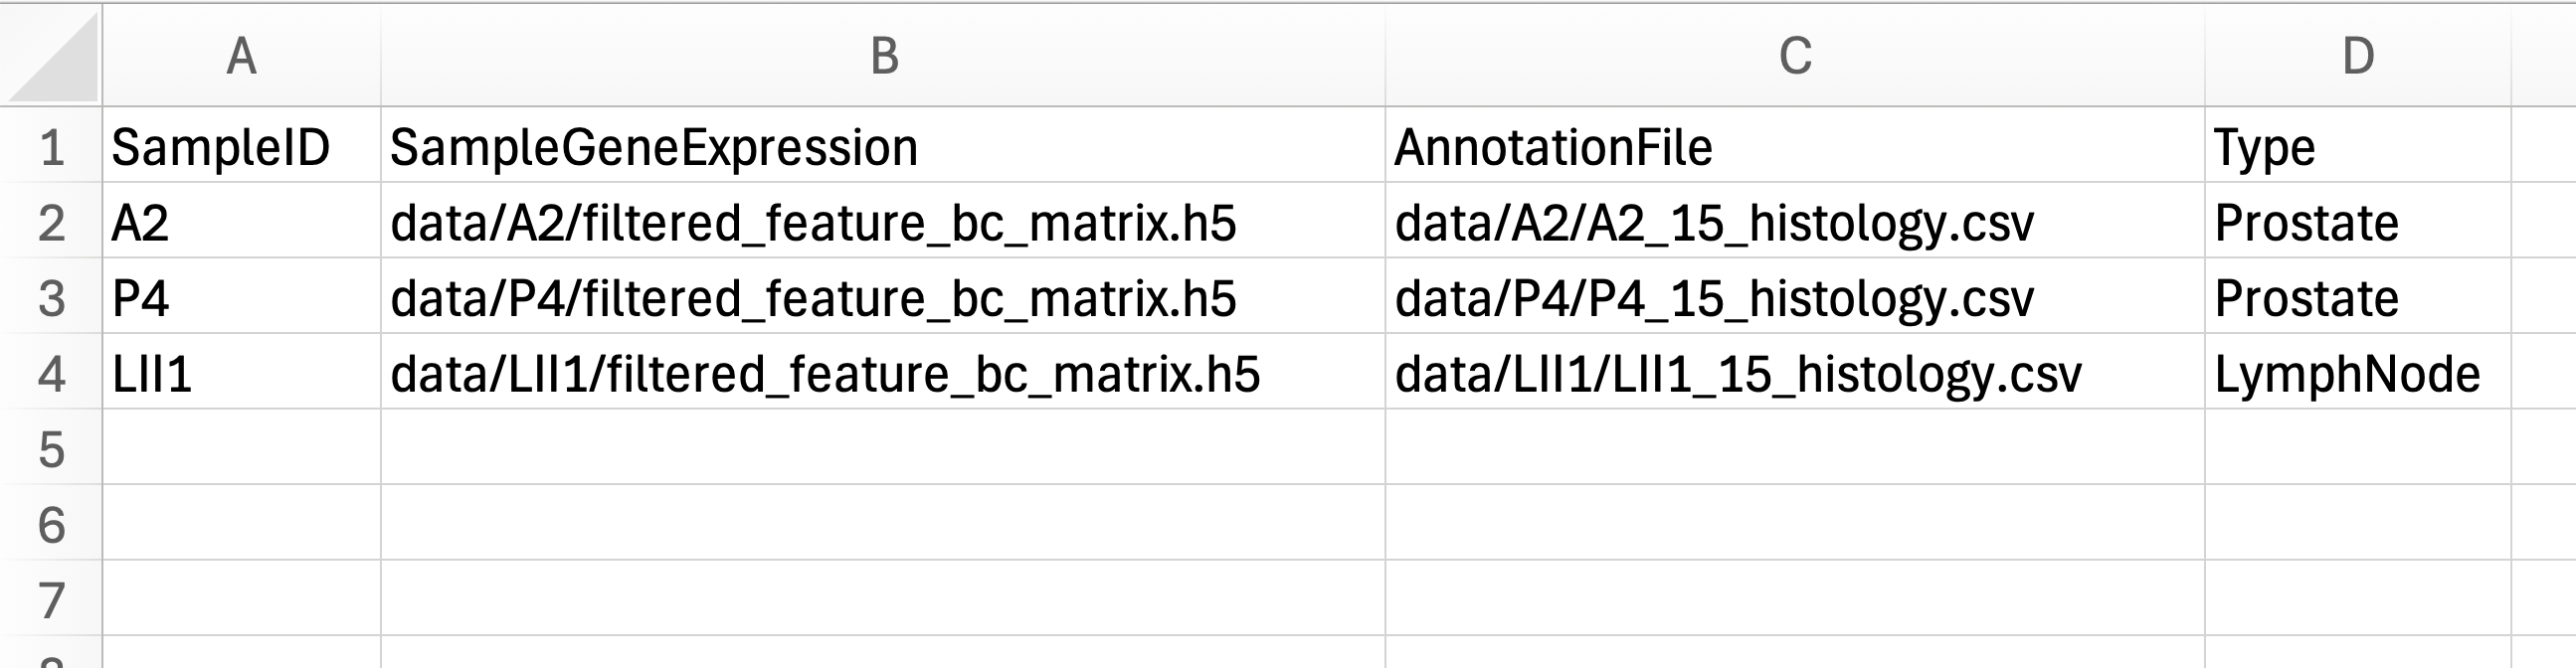 A B C D
1 SampleID SampleGeneExpression AnnotationFile Type
2 A2 data/A2/filtered_feature_bc_matrix.h5 data/A2/A2_15_histology.csv Prostate
3 P4 data/P4/filtered_feature_bc_matrix.h5 data/P4/P4_15_histology.csv Prostate
4 LII1 data/LII1/filtered_feature_bc_matrix.h5 data/LII1/LII1_15_histology.csv LymphNode
5
6
7